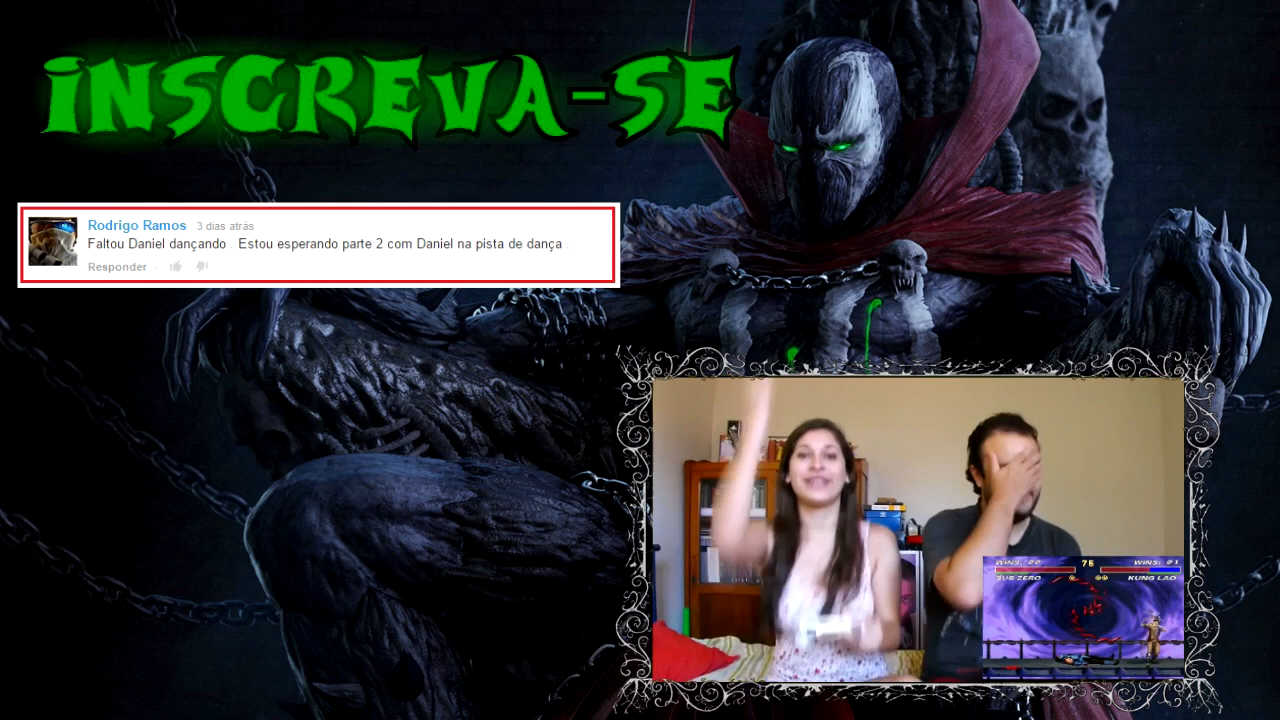 INSCREVA-SE
Rodrigo Ramos 3 dias atrás
Faltou Daniel dançando . Estou esperando parte 2 com Daniel na pista de dança .
Responder
WINS: 00 76 WINS: 01
SUB-ZERO KUNG LAO